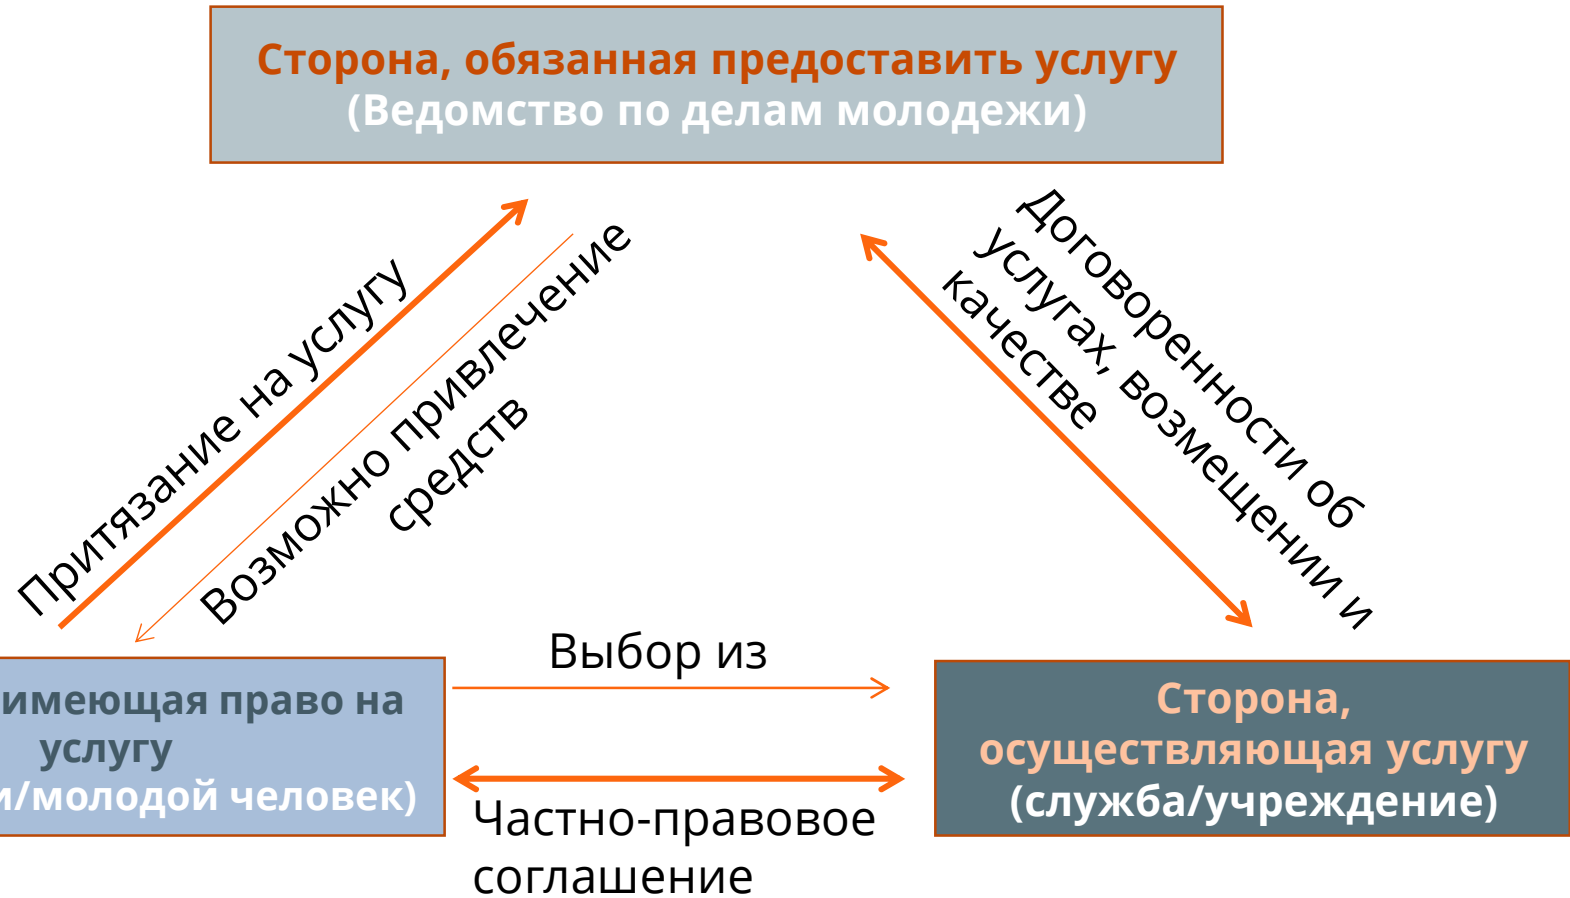 Сторона, обязанная предоставить услугу
(Ведомство по делам молодежи)
Притязание на услугу
Возможно привлечение
средств
Договоренности об
услугах, возмещении и
качестве
имеющая право на
услугу
и/молодой человек)
Выбор из
Частно-правовое
соглашение
Сторона,
осуществляющая услугу
(служба/учреждение)